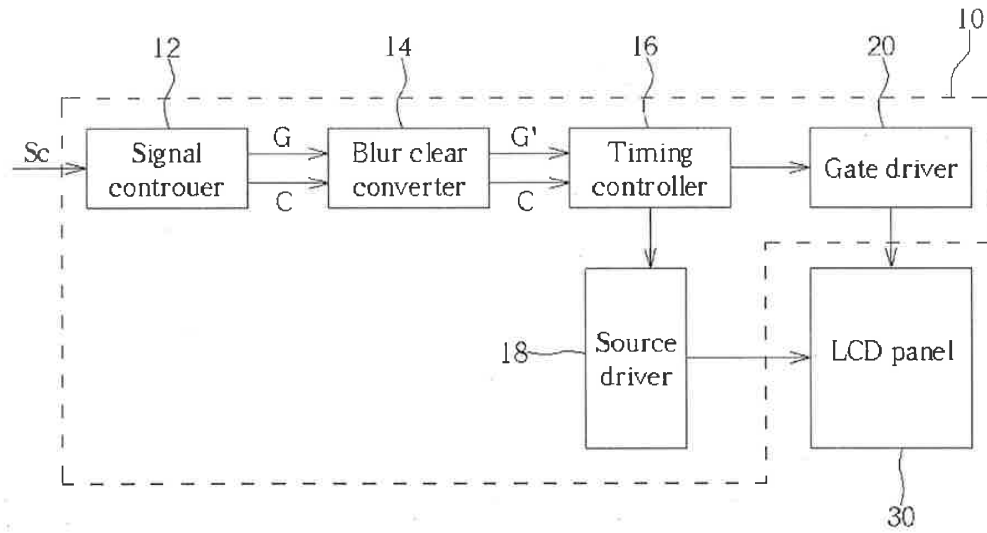 10
12
14
16
20
Sc
Signal
controuer
G
C
Blur clear
converter
G'
C
Timing
controller
Gate driver
18
Source
driver
LCD panel
30